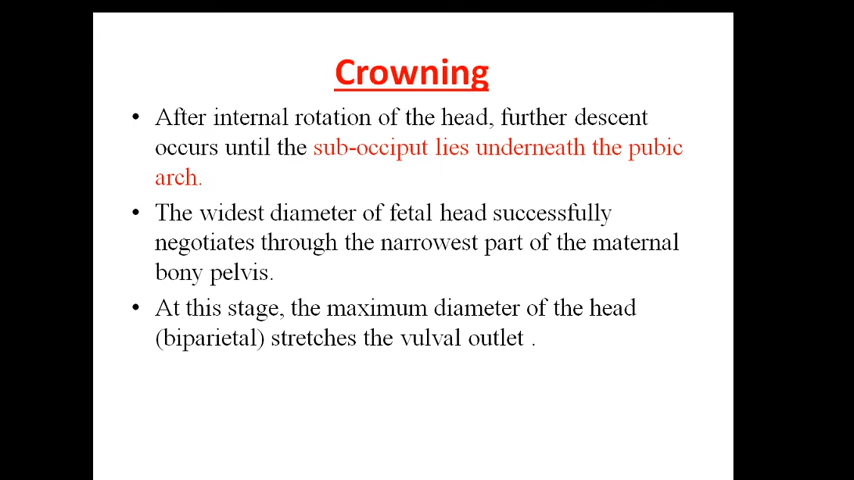 Crowning
• After internal rotation of the head, further descent
occurs until the sub-occiput lies underneath the pubic
arch.
• The widest diameter of fetal head successfully
negotiates through the narrowest part of the maternal
bony pelvis.
• At this stage, the maximum diameter of the head
(biparietal) stretches the vulval outlet .